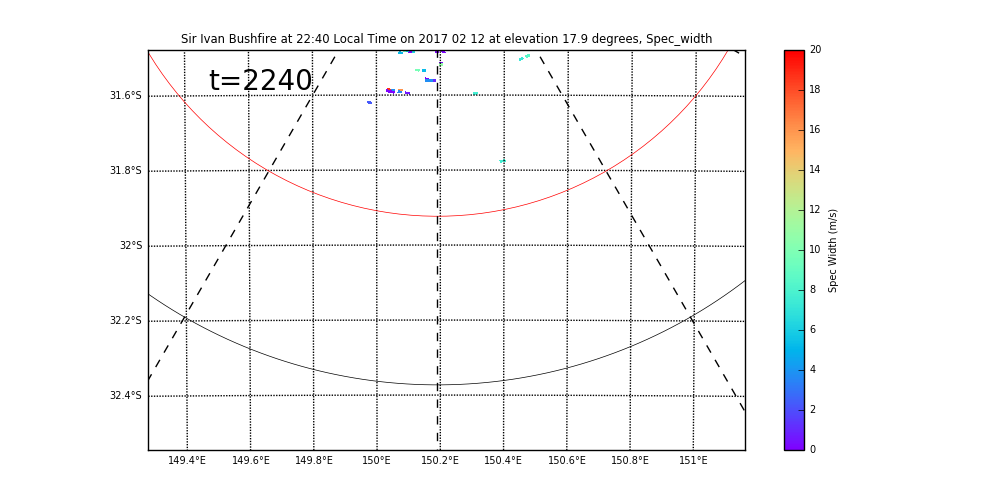 Sir Ivan Bushfire at 22:40 Local Time on 2017 02 12 at elevation 17.9 degrees, Spec_width
t=2240
31.6°S
31.8°S
32°S
32.2°S
32.4°S
149.4°E 149.6°E 149.8°E 150°E 150.2°E 150.4°E 150.6°E 150.8°E 151°E
20
18
16
14
12
10
8
6
4
2
0
Spec Width (m/s)